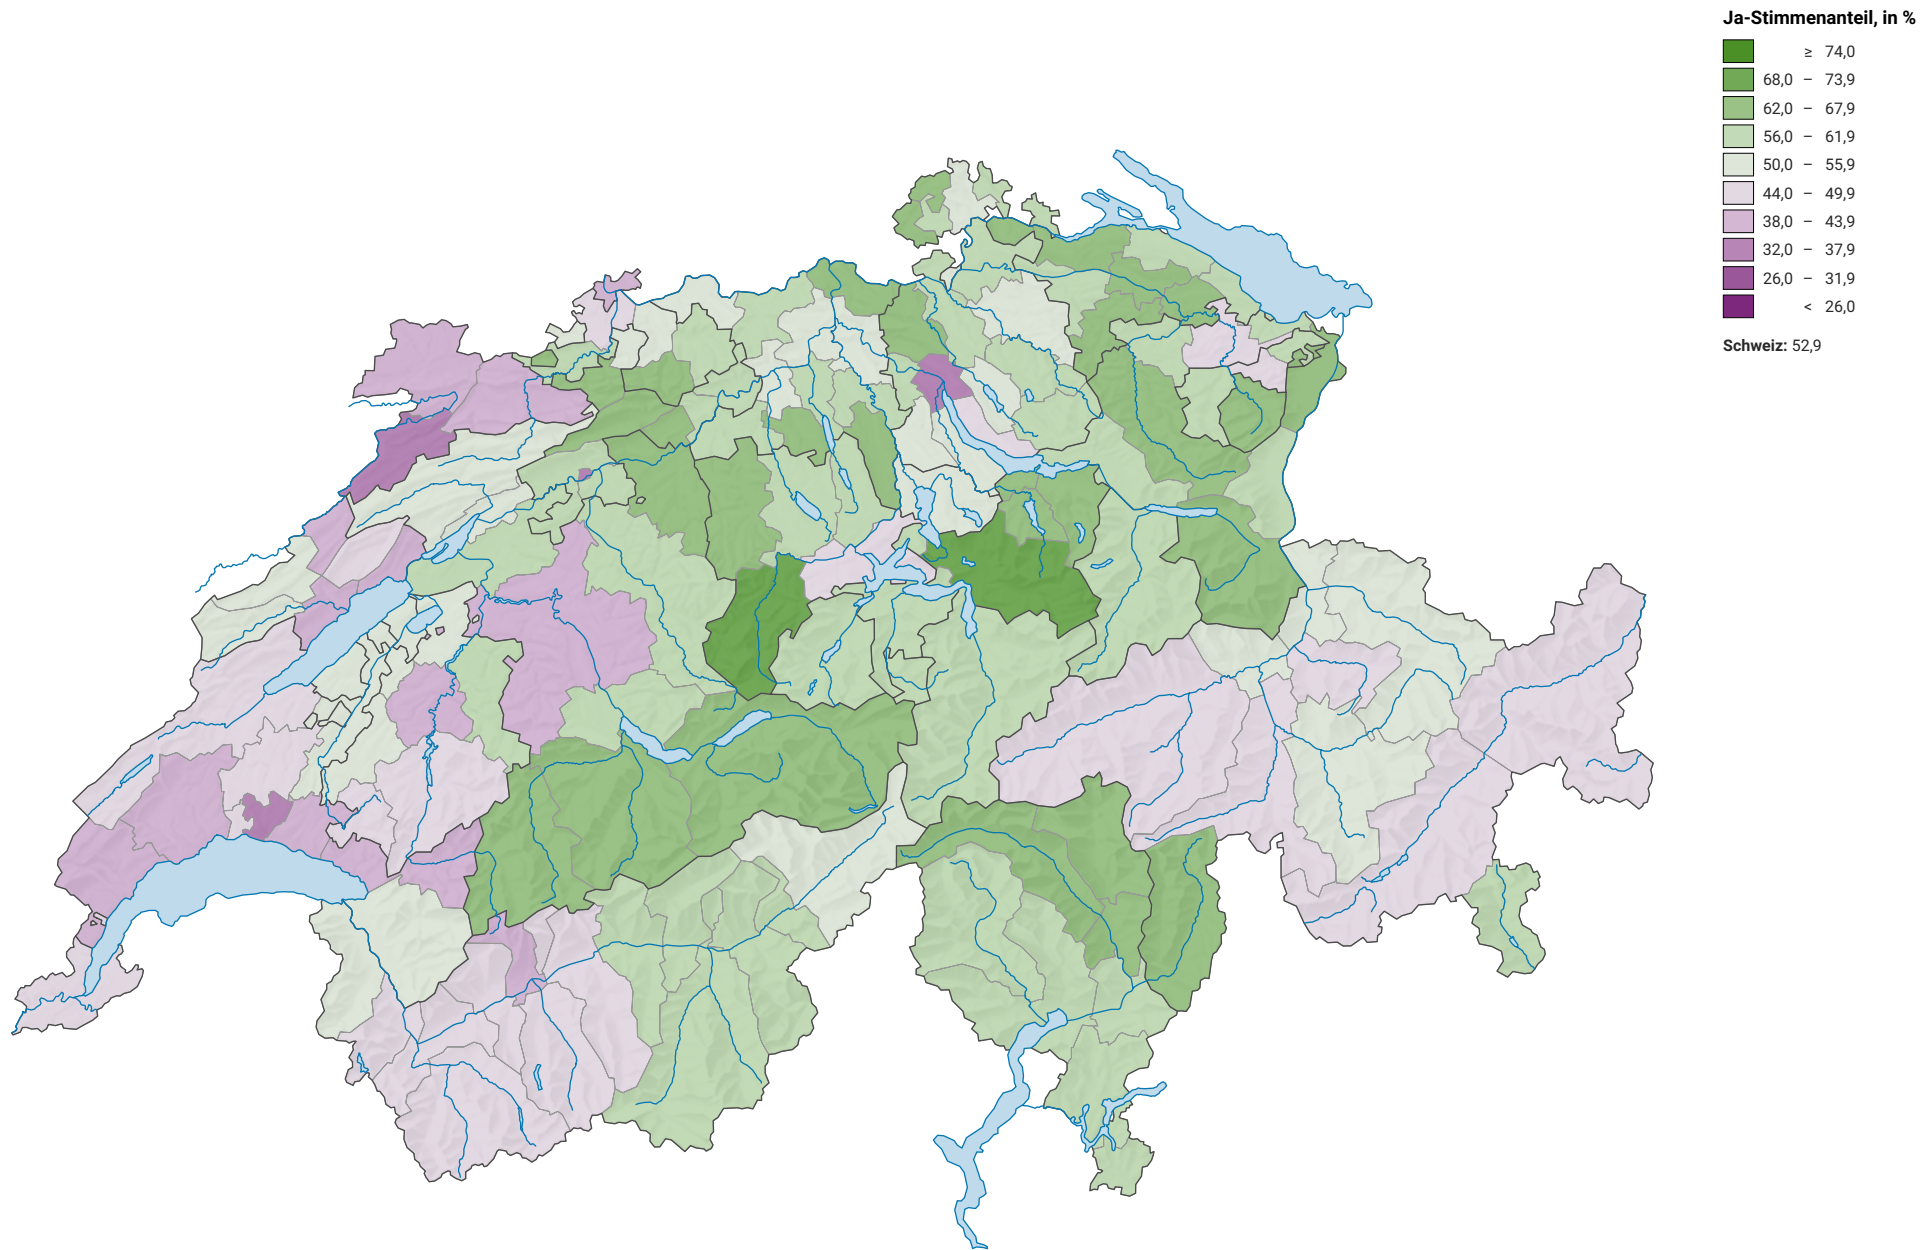 Ja-Stimmenanteil, in %
≥ 74,0
68,0 – 73,9
62,0 – 67,9
56,0 – 61,9
50,0 – 55,9
44,0 – 49,9
38,0 – 43,9
32,0 – 37,9
26,0 – 31,9
< 26,0
Schweiz: 52,9